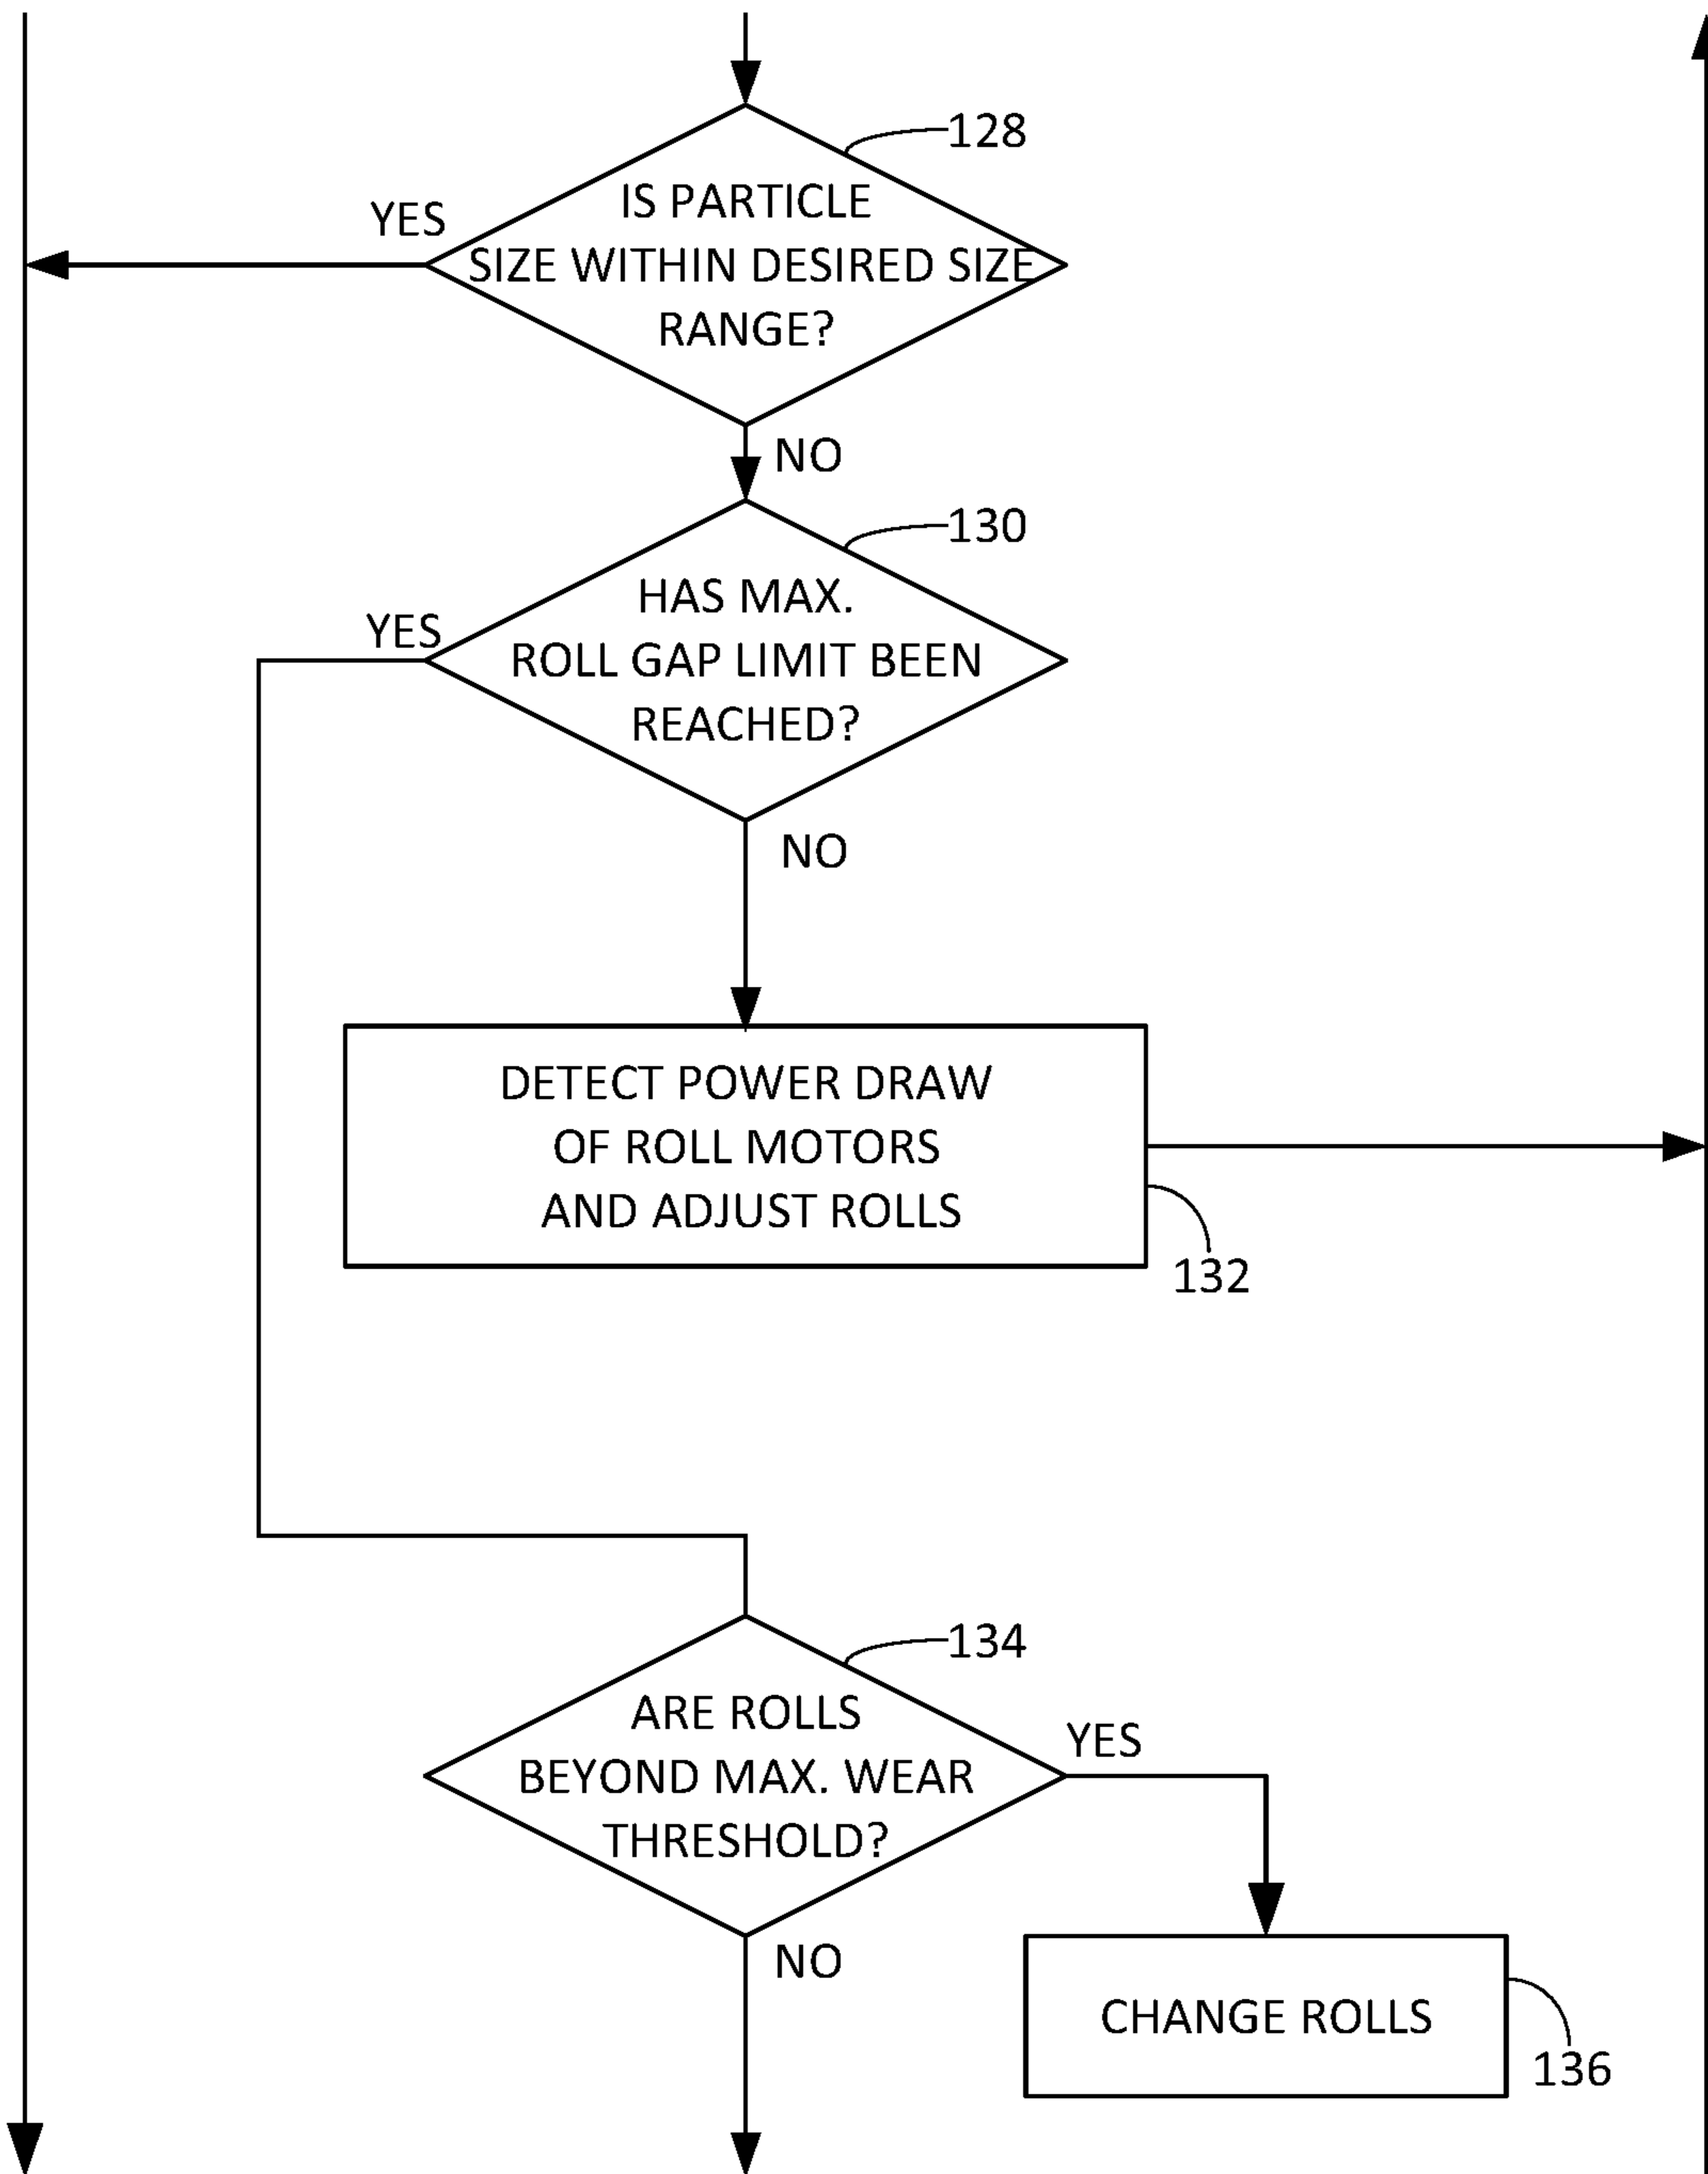 128
IS PARTICLE
YES
SIZE WITHIN DESIRED SIZE
RANGE?
NO
130
HAS MAX.
YES
ROLL GAP LIMIT BEEN
REACHED?
NO
DETECT POWER DRAW
OF ROLL MOTORS
AND ADJUST ROLLS
132
134
ARE ROLLS
YES
BEYOND MAX. WEAR
THRESHOLD?
NO
CHANGE ROLLS
136